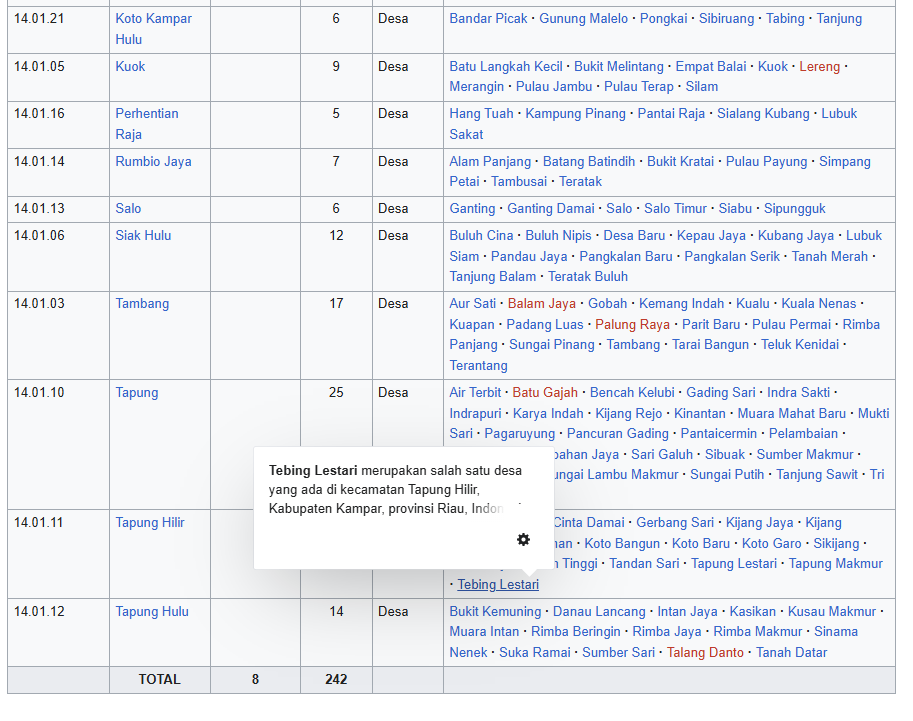 14.01.21 Koto Kampar Hulu 6 Desa Bandar Picak · Gunung Malelo · Pongkai · Sibiruang · Tabing · Tanjung
14.01.05 Kuok 9 Desa Batu Langkah Kecil · Bukit Melintang · Empat Balai · Kuok · Lereng ·
Merangin · Pulau Jambu · Pulau Terap · Silam
14.01.16 Perhentian Raja 5 Desa Hang Tuah · Kampung Pinang · Pantai Raja · Sialang Kubang · Lubuk
Sakat
14.01.14 Rumbio Jaya 7 Desa Alam Panjang · Batang Batindih · Bukit Kratai · Pulau Payung · Simpang
Petai · Tambusai · Teratak
14.01.13 Salo 6 Desa Ganting · Ganting Damai · Salo · Salo Timur · Siabu · Sipungguk
14.01.06 Siak Hulu 12 Desa Buluh Cina · Buluh Nipis · Desa Baru · Kepau Jaya · Kubang Jaya · Lubuk
Siam · Pandau Jaya · Pangkalan Baru · Pangkalan Serik · Tanah Merah ·
Tanjung Balam · Teratak Buluh
14.01.03 Tambang 17 Desa Aur Sati · Balam Jaya · Gobah · Kemang Indah · Kualu · Kuala Nenas ·
Kuapan · Padang Luas · Palung Raya · Parit Baru · Pulau Permai · Rimba
Panjang · Sungai Pinang · Tambang · Tarai Bangun · Teluk Kenidai ·
Terantang
14.01.10 Tapung 25 Desa Air Terbit · Batu Gajah · Bencah Kelubi · Gading Sari · Indra Sakti ·
Indrapuri · Karya Indah · Kijang Rejo · Kinantan · Muara Mahat Baru · Mukti
Sari · Pagaruyung · Pancuran Gading · Pantaicermin · Pelambaian ·
Jaya · Sari Galuh · Sibuak · Sumber Makmur ·
Lambu Makmur · Sungai Putih · Tanjung Sawit · Tri
Tebing Lestari merupakan salah satu desa
yang ada di kecamatan Tapung Hilir,
Kabupaten Kampar, provinsi Riau,
14.01.11 Tapung Hilir Cinta Damai · Gerbang Sari · Kijang Jaya · Kijang
· Koto Bangun · Koto Baru · Koto Garo · Sikijang ·
Tinggi · Tandan Sari · Tapung Lestari · Tapung Makmur
· Tebing Lestari
14.01.12 Tapung Hulu 14 Desa Bukit Kemuning · Danau Lancang · Intan Jaya · Kasikan · Kusau Makmur ·
Muara Intan · Rimba Beringin · Rimba Jaya · Rimba Makmur · Sinama
Nenek · Suka Ramai · Sumber Sari · Talang Danto · Tanah Datar
TOTAL 8 242